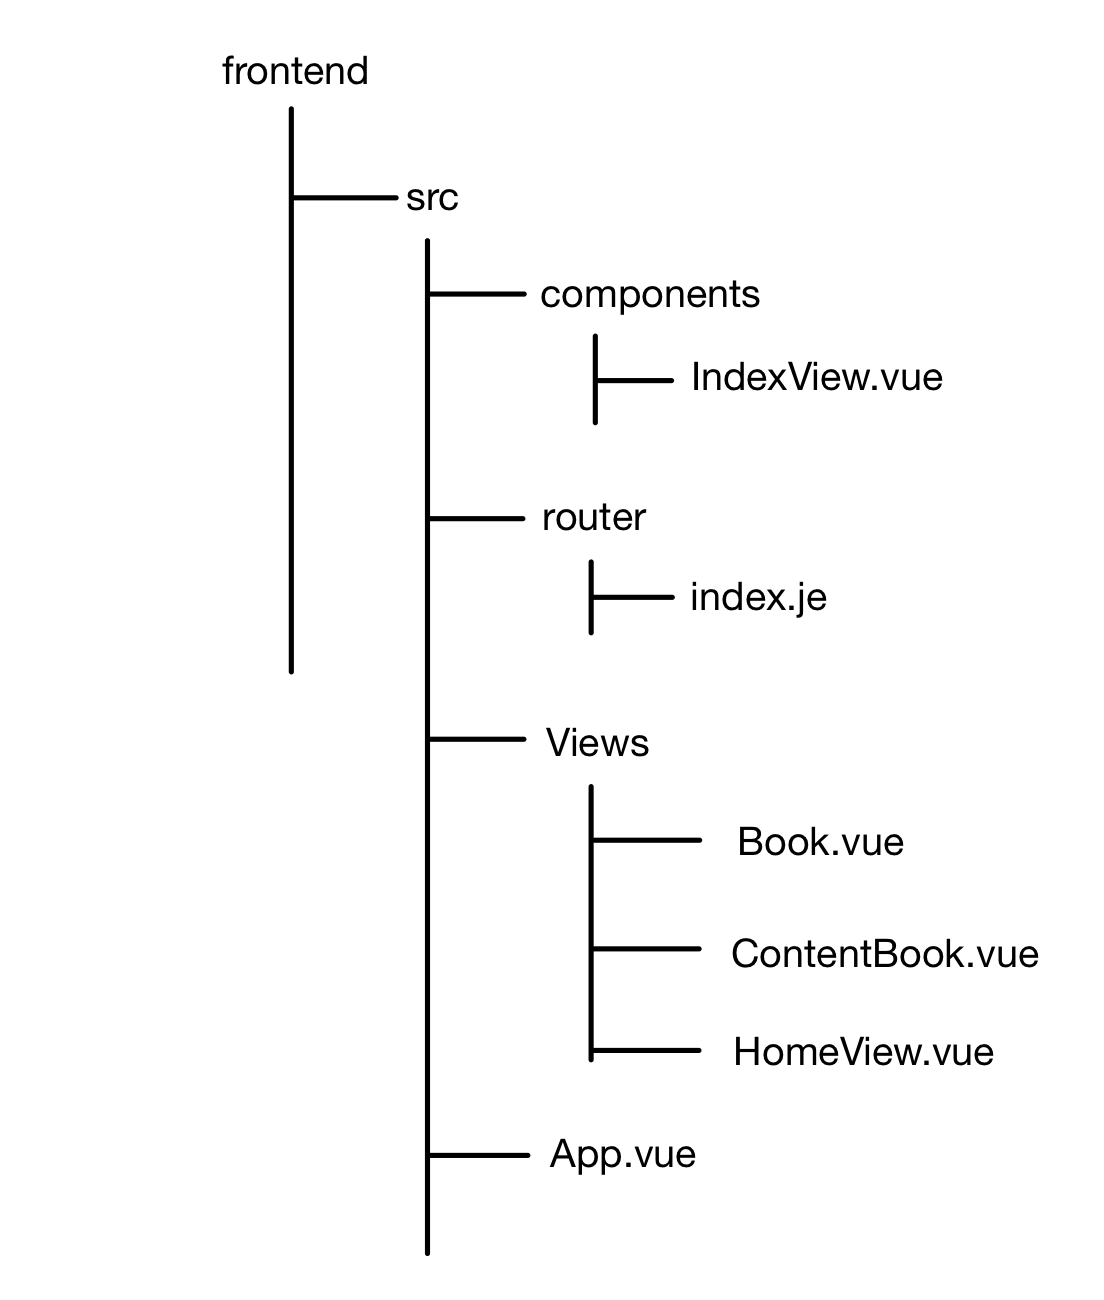 frontend
src
components
IndexView.vue
router
index.je
Views
Book.vue
ContentBook.vue
HomeView.vue
App.vue